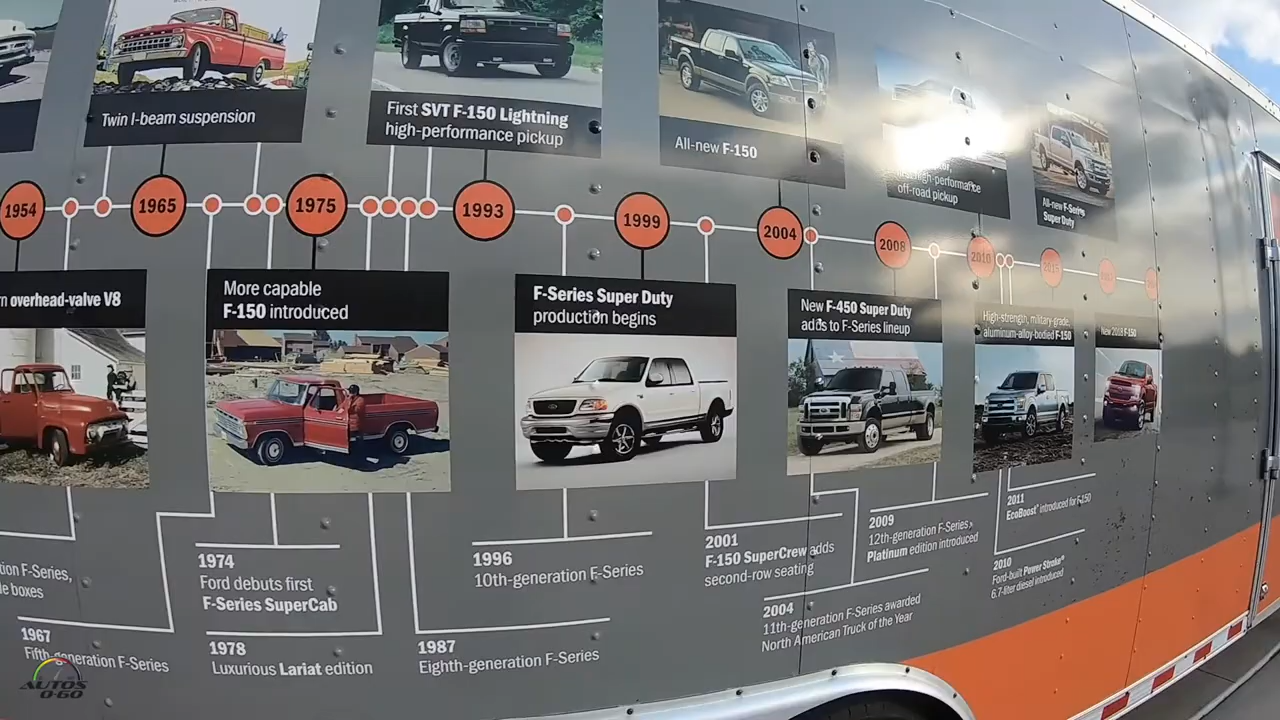 Twin I-beam suspension
First SVT F-150 Lightning
high-performance pickup
All-new F-150
high-performance
off-road pickup
All-new F-Series
Super Duty
1954
1965
1975
1993
1999
2004
2008
2010
2015
overhead-valve V8
More capable
F-150 introduced
F-Series Super Duty
production begins
New F-450 Super Duty
adds to F-Series lineup
High-strength, military-grade,
aluminum-alloy-bodied F-150
New 2018 F-150
F-Series,
boxes
1967
Fifth-generation F-Series
1974
Ford debuts first
F-Series SuperCab
1978
Luxurious Lariat edition
1987
Eighth-generation F-Series
1996
10th-generation F-Series
2001
F-150 SuperCrew adds
second-row seating
2004
11th-generation F-Series awarded
North American Truck of the Year
2009
12th-generation F-Series,
Platinum edition introduced
2011
EcoBoost® introduced for F-150
2010
Ford-built Power Stroke®
6.7-liter diesel introduced
AUTOS
0-60